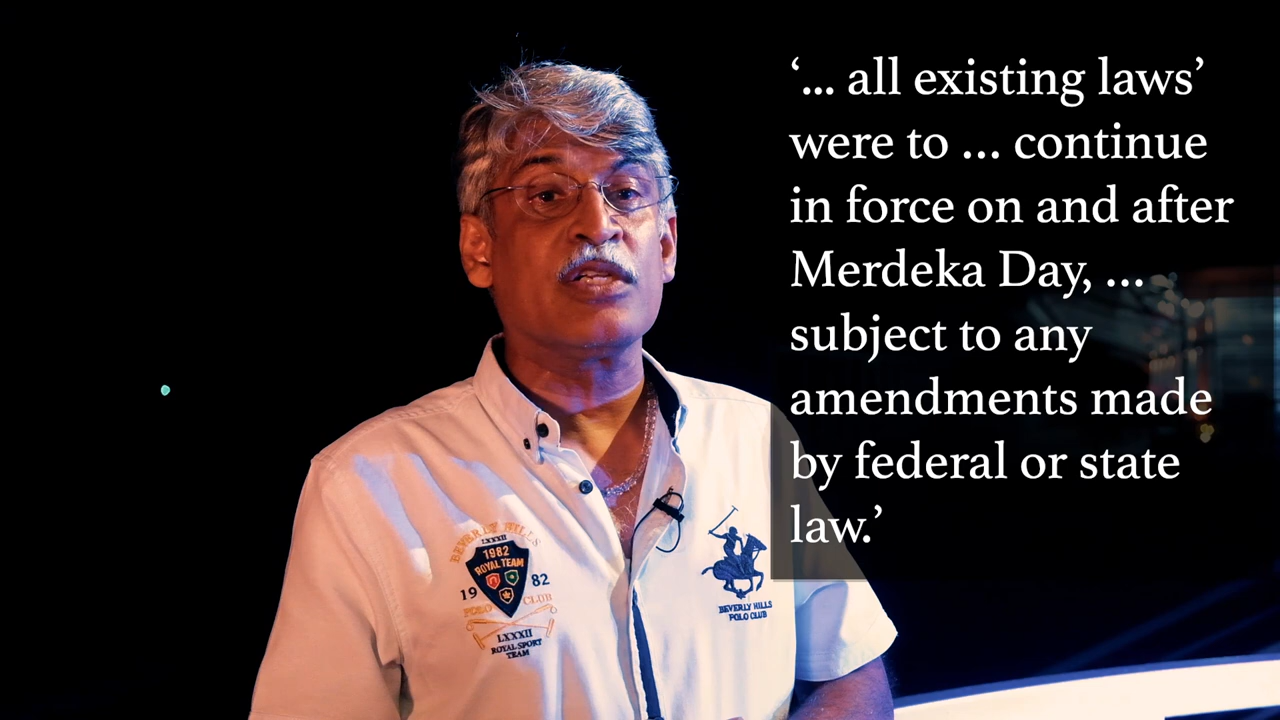 ‘... all existing laws’
were to ... continue
in force on and after
Merdeka Day, ...
subject to any
amendments made
by federal or state
law.’
BEVERLY HILLS
LXXXII
1982
ROYAL TEAM
19 82
POLO CLUB
LXXXII
ROYAL SPORT
TEAM
BEVERLY HILLS
POLO CLUB